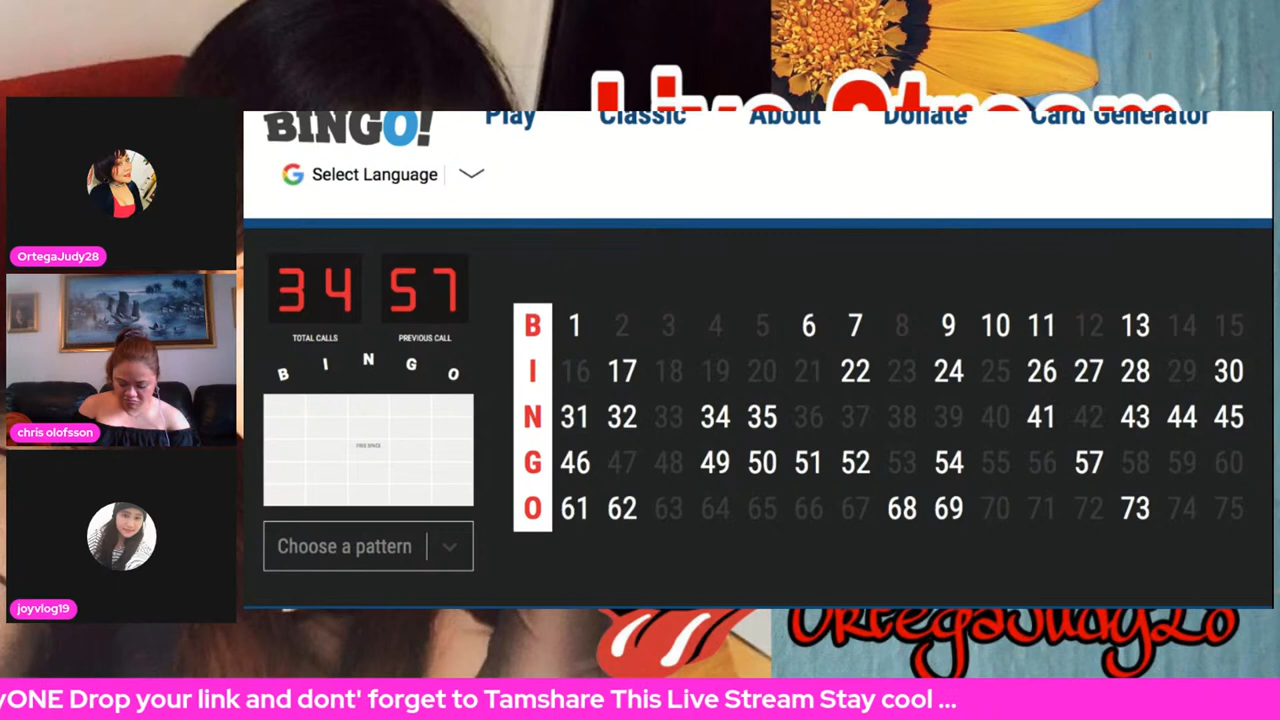 Live Stream
BINGO!
Play Classic About Donate Card Generator
Select Language
OrtegaJudy28
chris olofsson
joyvlog19
34 57
TOTAL CALLS PREVIOUS CALL
B I N G O
FREE SPACE
Choose a pattern
B 1 2 3 4 5 6 7 8 9 10 11 12 13 14 15
I 16 17 18 19 20 21 22 23 24 25 26 27 28 29 30
N 31 32 33 34 35 36 37 38 39 40 41 42 43 44 45
G 46 47 48 49 50 51 52 53 54 55 56 57 58 59 60
O 61 62 63 64 65 66 67 68 69 70 71 72 73 74 75
OrtegaJudy28
yONE Drop your link and dont' forget to Tamshare This Live Stream Stay cool ...